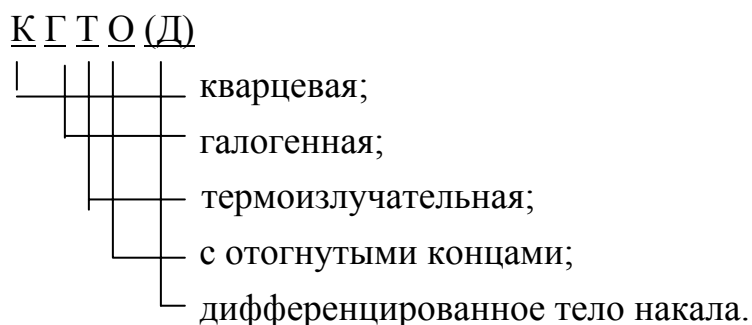 К Г Т О (Д)
кварцевая;
галогенная;
термоизлучательная;
с отогнутыми концами;
дифференцированное тело накала.